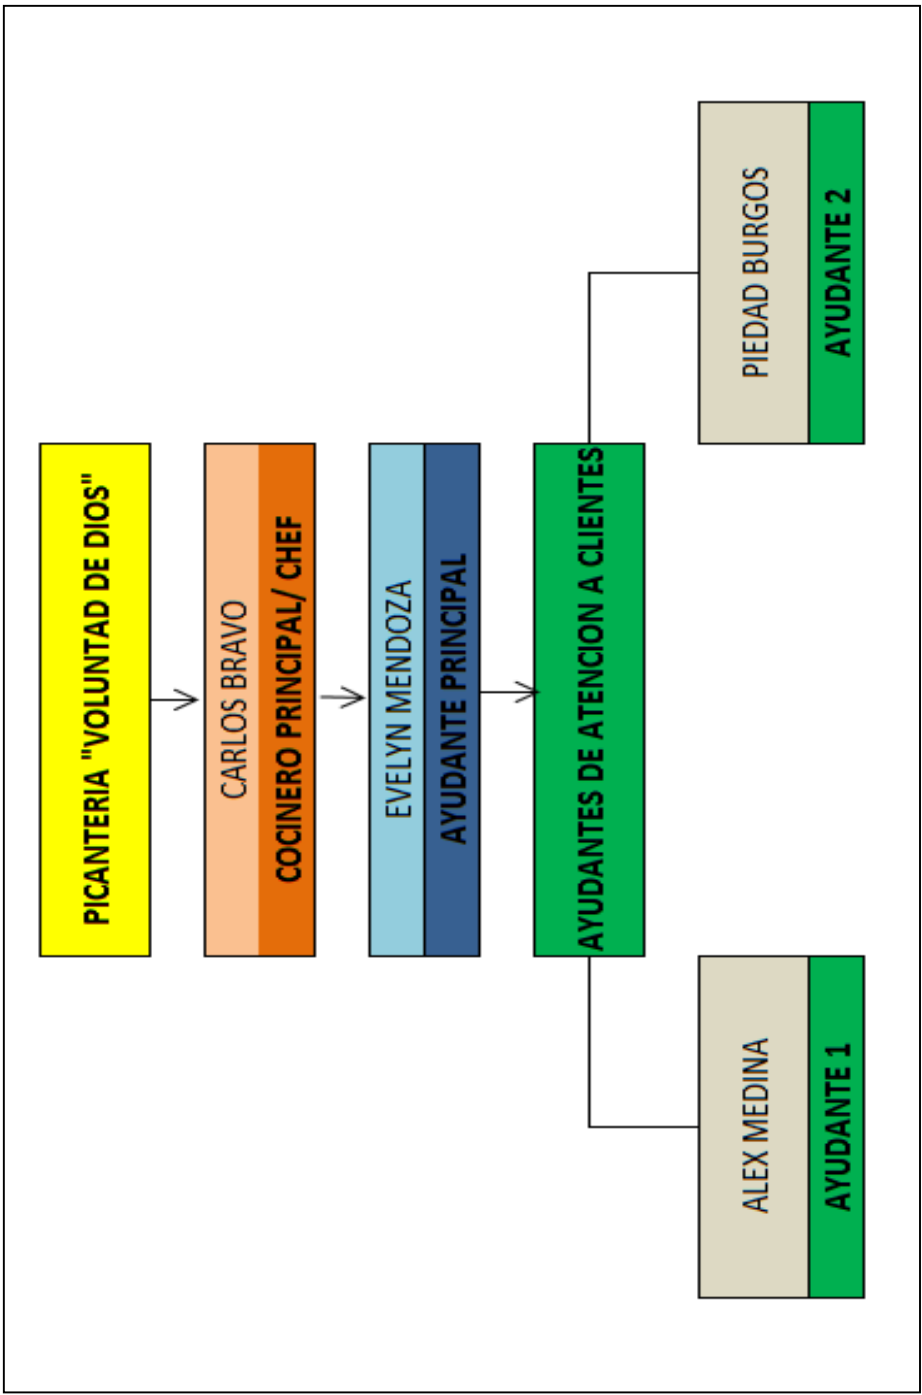 PICANTERIA "VOLUNTAD DE DIOS"
CARLOS BRAVO
COCINERO PRINCIPAL/ CHEF
EVELYN MENDOZA
AYUDANTE PRINCIPAL
AYUDANTES DE ATENCION A CLIENTES
ALEX MEDINA
AYUDANTE 1
PIEDAD BURGOS
AYUDANTE 2